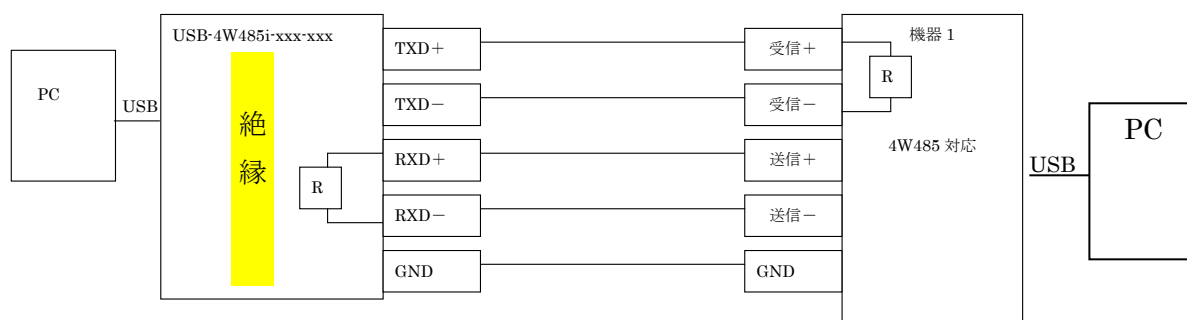 PC
USB
USB-4W485i-xxx-xxx
絶
縁
R
TXD＋
TXD－
RXD＋
RXD－
GND
受信＋
受信－
送信＋
送信－
GND
機器 1
R
4W485 対応
USB
PC